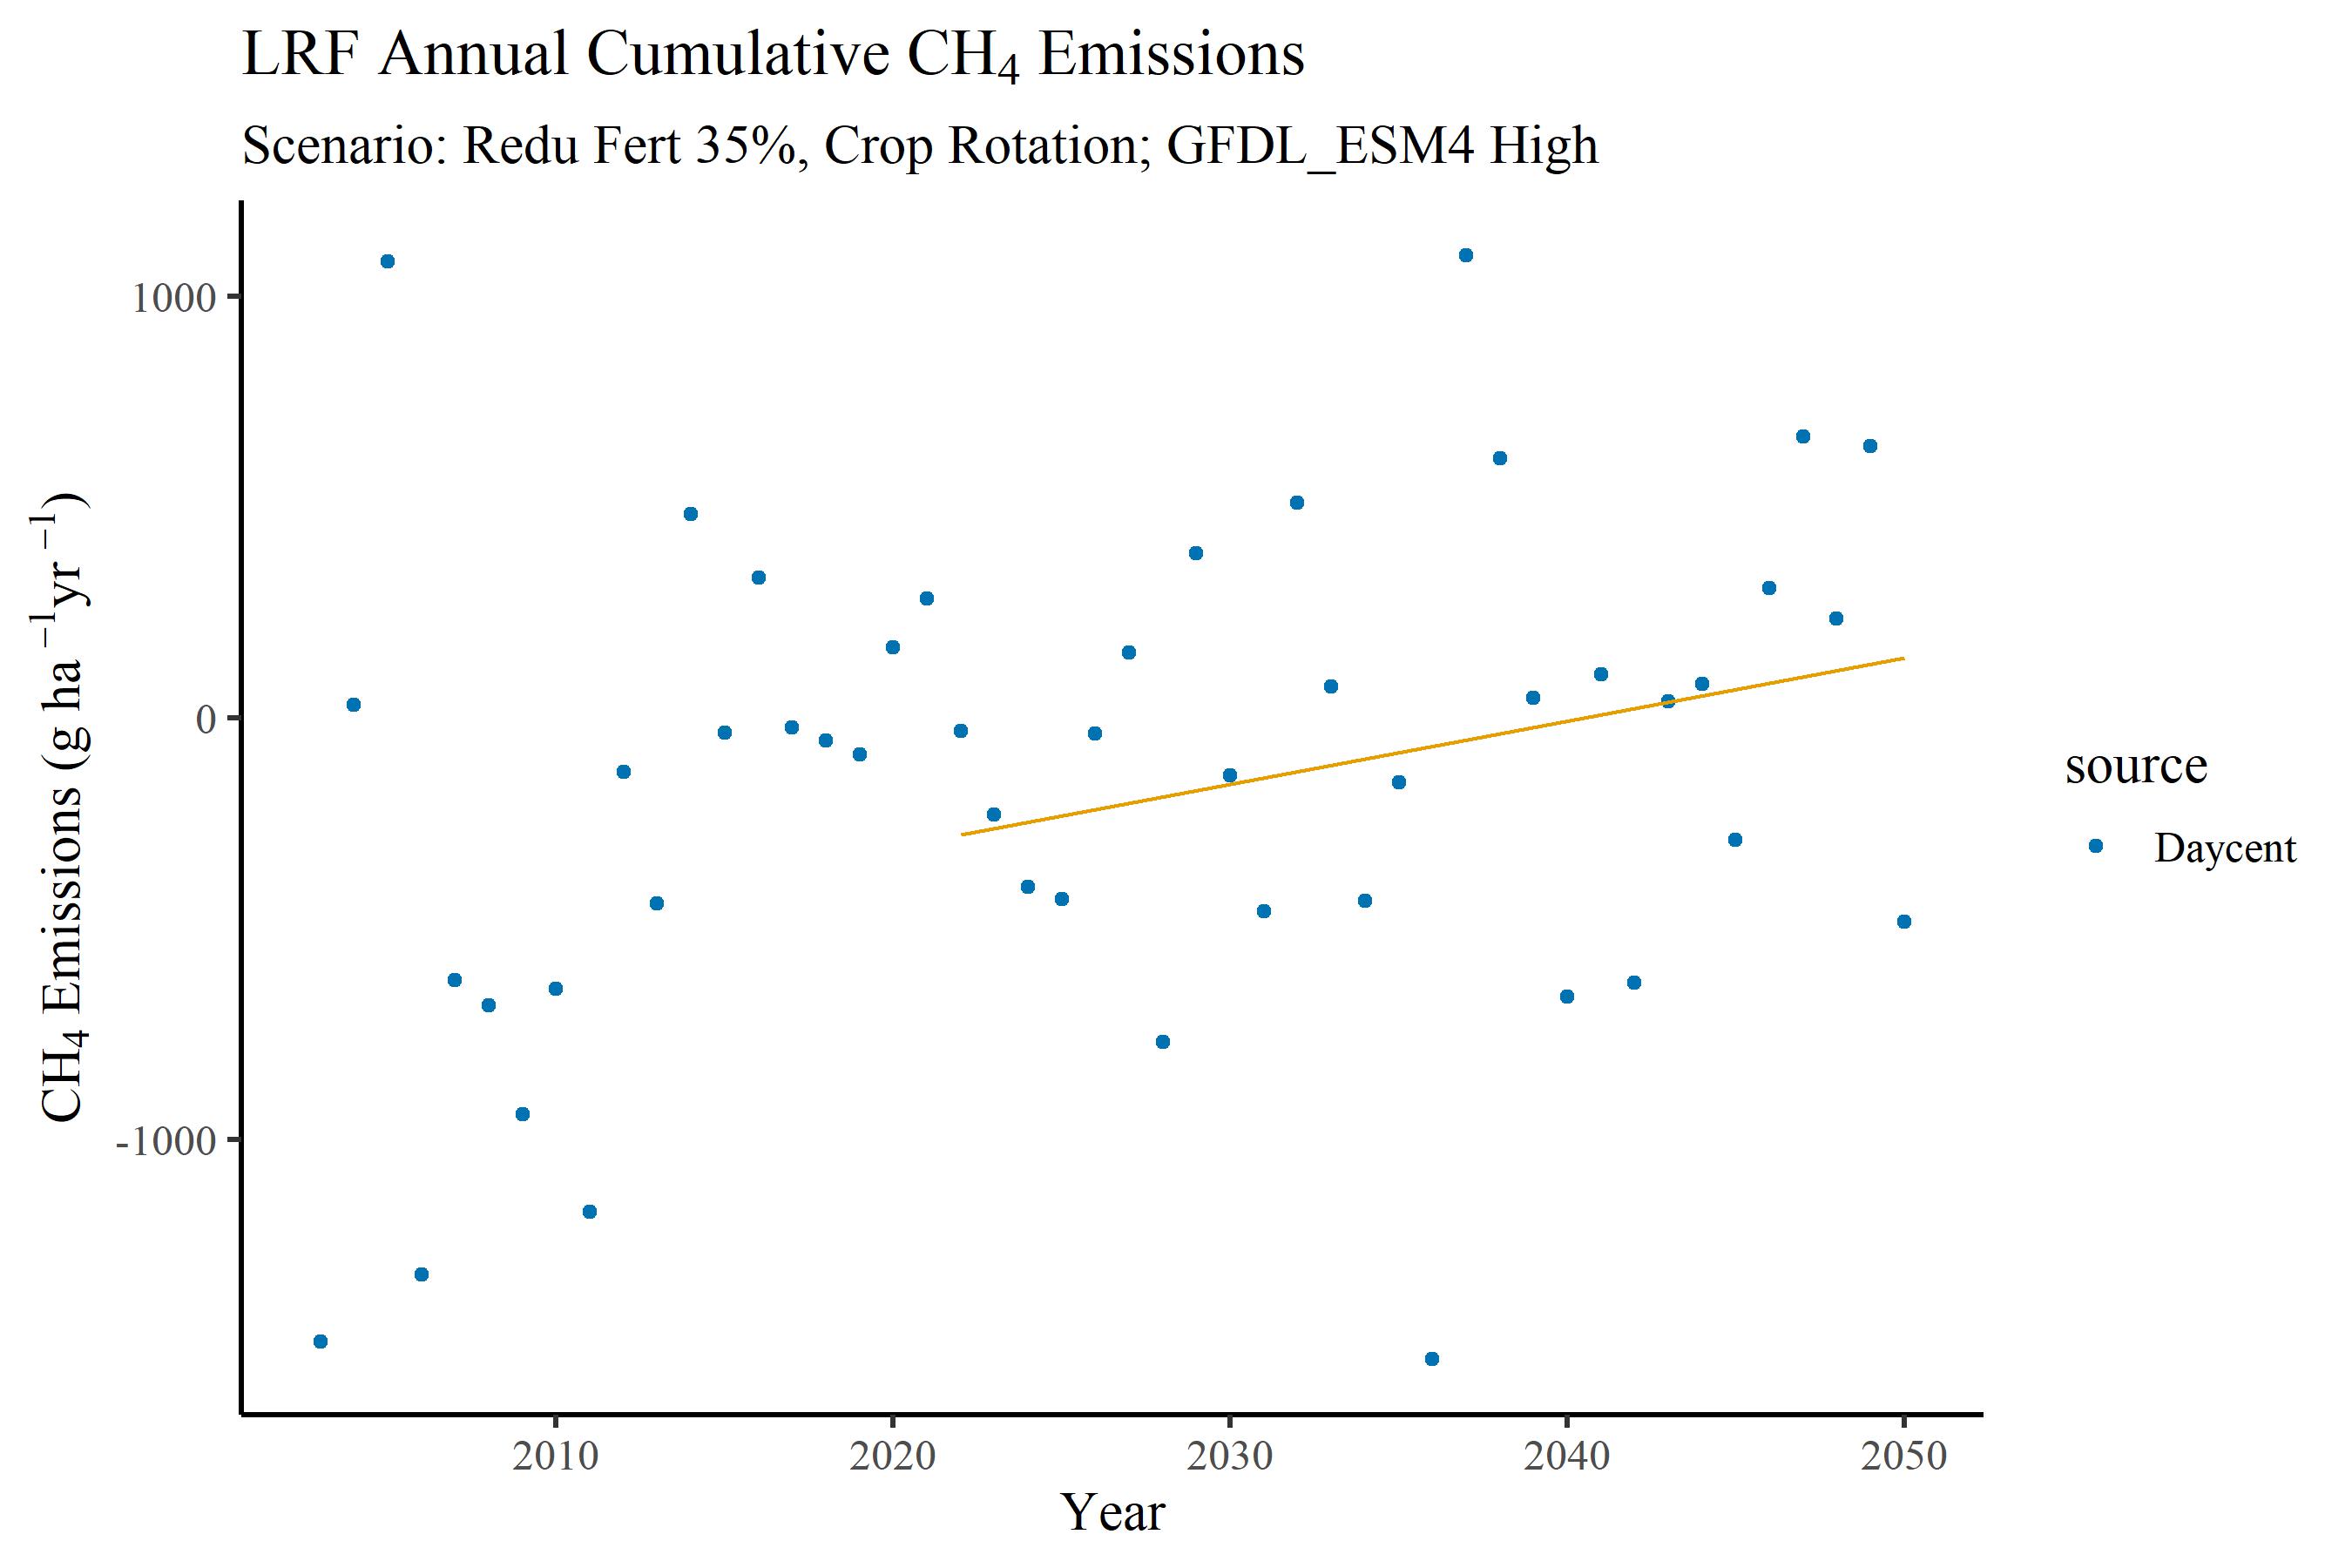 LRF Annual Cumulative CH₄ Emissions
Scenario: Redu Fert 35%, Crop Rotation; GFDL_ESM4 High
CH₄ Emissions (g ha ⁻¹yr ⁻¹)
1000
0
-1000
2010 2020 2030 2040 2050
Year
source
Daycent